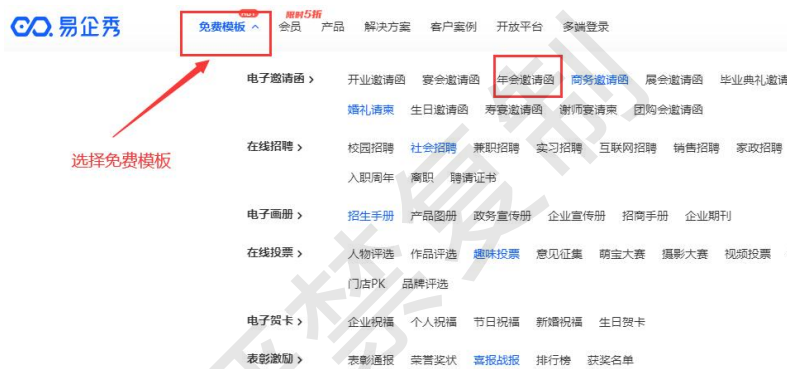 易企秀
免费模板 HOT 会员 限时5折 产品 解决方案 客户案例 开放平台 多端登录
电子邀请函 › 开业邀请函 宴会邀请函 年会邀请函 商务邀请函 展会邀请函 毕业典礼邀请
婚礼请柬 生日邀请函 寿宴邀请函 谢师宴请柬 团购会邀请函
选择免费模板
在线招聘 › 校园招聘 社会招聘 兼职招聘 实习招聘 互联网招聘 销售招聘 家政招聘
入职周年 离职 聘请证书
电子画册 › 招生手册 产品图册 政务宣传册 企业宣传册 招商手册 企业期刊
在线投票 › 人物评选 作品评选 趣味投票 意见征集 萌宝大赛 摄影大赛 视频投票
门店PK 品牌评选
电子贺卡 › 企业祝福 个人祝福 节日祝福 新婚祝福 生日贺卡
表彰激励 › 表彰通报 荣誉奖状 喜报战报 排行榜 获奖名单
严禁复制